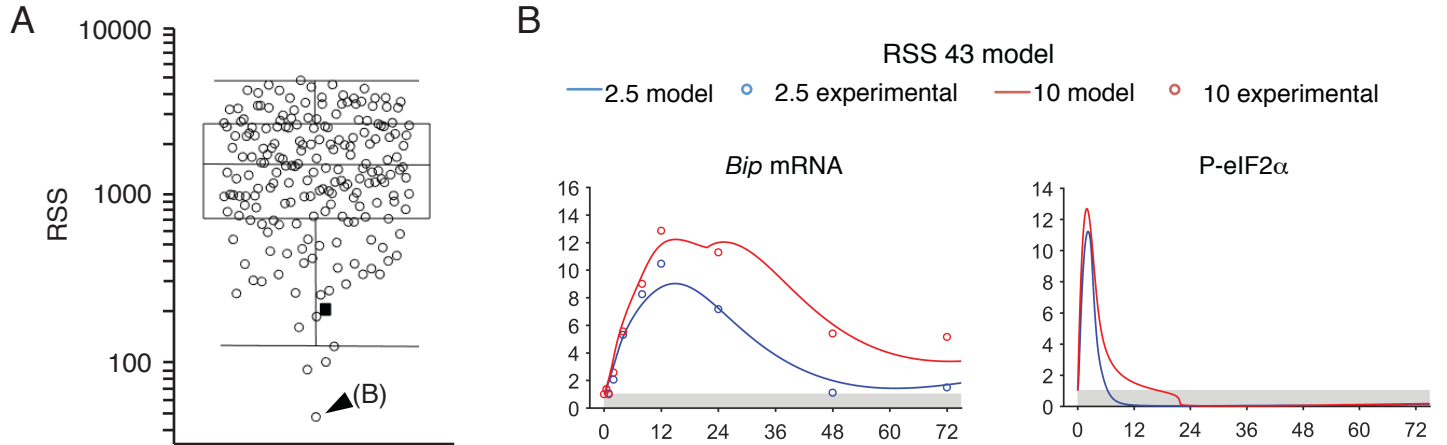 A
RSS
10000
1000
100
(B)
B
RSS 43 model
2.5 model 2.5 experimental 10 model 10 experimental
Bip mRNA
16
14
12
10
8
6
4
2
0
0 12 24 36 48 60 72
P-eIF2α
14
12
10
8
6
4
2
0
0 12 24 36 48 60 72